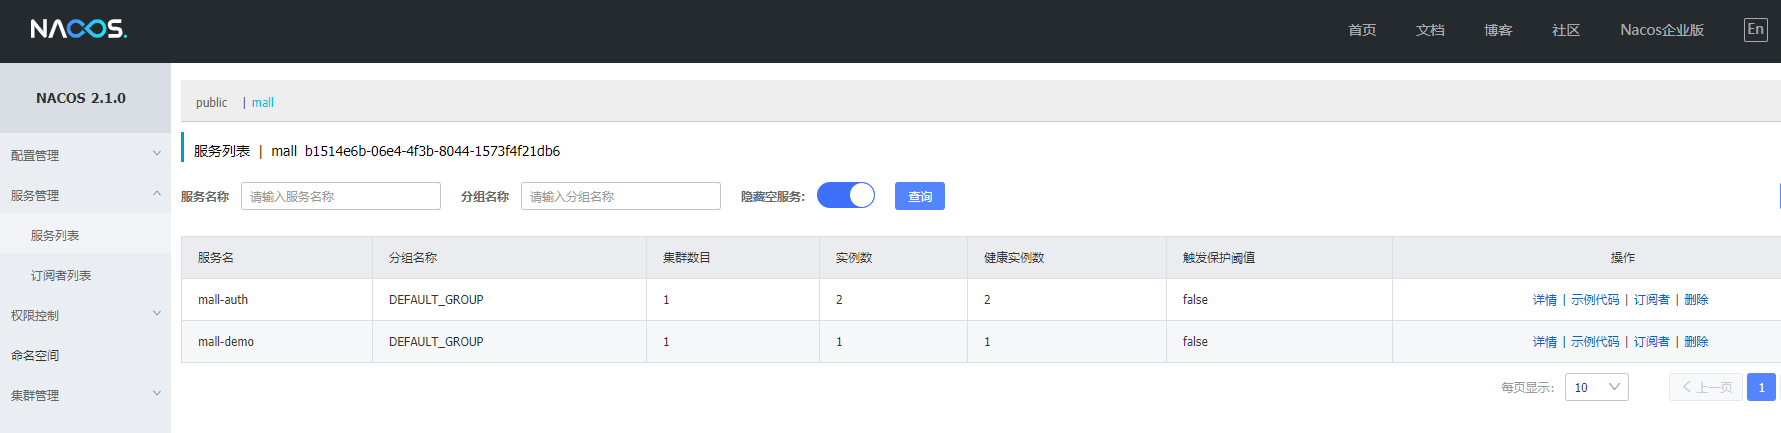 NACOS.
首页 文档 博客 社区 Nacos企业版 En
NACOS 2.1.0
配置管理
服务管理
服务列表
订阅者列表
权限控制
命名空间
集群管理
public | mall
服务列表 | mall b1514e6b-06e4-4f3b-8044-1573f4f21db6
服务名称 请输入服务名称 分组名称 请输入分组名称 隐藏空服务: 查询
服务名 分组名称 集群数目 实例数 健康实例数 触发保护阈值 操作
mall-auth DEFAULT_GROUP 1 2 2 false 详情 | 示例代码 | 订阅者 | 删除
mall-demo DEFAULT_GROUP 1 1 1 false 详情 | 示例代码 | 订阅者 | 删除
每页显示: 10 上一页 1